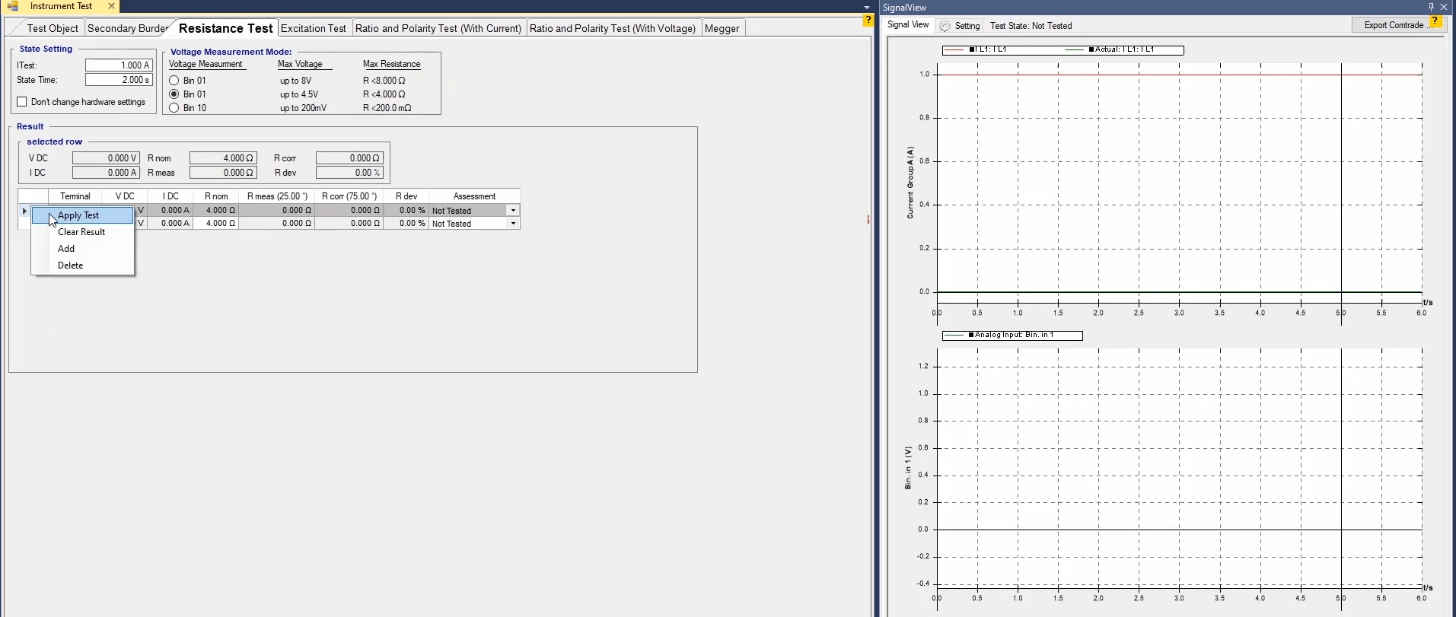 Instrument Test
Test Object Secondary Burde Resistance Test Excitation Test Ratio and Polarity Test (With Current) Ratio and Polarity Test (With Voltage) Megger
?
State Setting
ITest: 1.000 A
State Time: 2.000 s
Don't change hardware settings
Voltage Measurement Mode:
Voltage Measurment Max Voltage Max Resistance
Bin 01 up to 8V R <8.000 Ω
Bin 01 up to 4.5V R <4.000 Ω
Bin 10 up to 200mV R <200.0 mΩ
Result
selected row
V DC 0.000 V R nom 4.000 Ω R corr 0.000 Ω
I DC 0.000 A R meas 0.000 Ω R dev 0.00 %
Terminal V DC I DC R nom R meas (25.00 °) R corr (75.00 °) R dev Assessment
V 0.000 A 4.000 Ω 0.000 Ω 0.000 Ω 0.00 % Not Tested
V 0.000 A 4.000 Ω 0.000 Ω 0.000 Ω 0.00 % Not Tested
Apply Test
Clear Result
Add
Delete
SignalView
Signal View Setting Test State: Not Tested Export Comtrade ...
?
I L1: I L1 Actual: I L1: I L1
Current Group A (A)
1.0
0.8
0.6
0.4
0.2
0.0
t/s
0.0 0.5 1.0 1.5 2.0 2.5 3.0 3.5 4.0 4.5 5.0 5.5 6.0
Analog Input: Bin. in 1
Bin. in 1 (V)
1.2
1.0
0.8
0.6
0.4
0.2
0.0
-0.2
-0.4
t/s
0.0 0.5 1.0 1.5 2.0 2.5 3.0 3.5 4.0 4.5 5.0 5.5 6.0